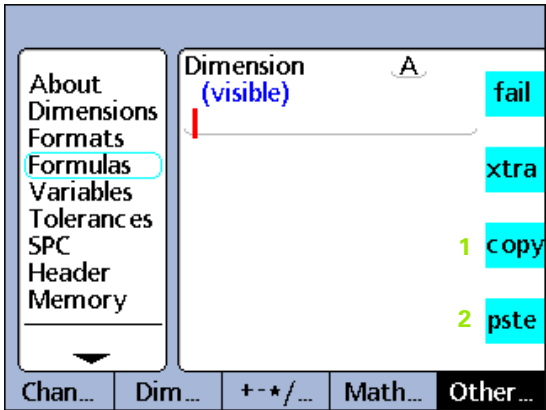 About
Dimensions
Formats
Formulas
Variables
Tolerances
SPC
Header
Memory
Dimension A
(visible)
fail
xtra
1 copy
2 pste
Chan... Dim... +-*/... Math... Other...